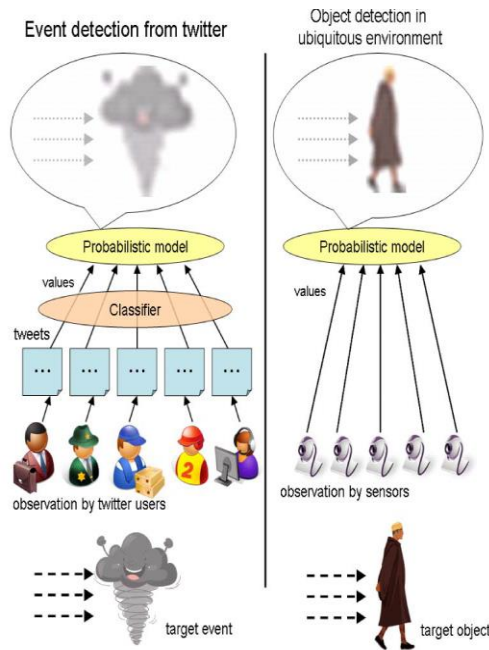 Event detection from twitter
Probabilistic model
values
Classifier
tweets
...
...
...
...
...
observation by twitter users
2
target event
Object detection in
ubiquitous environment
Probabilistic model
values
observation by sensors
target object